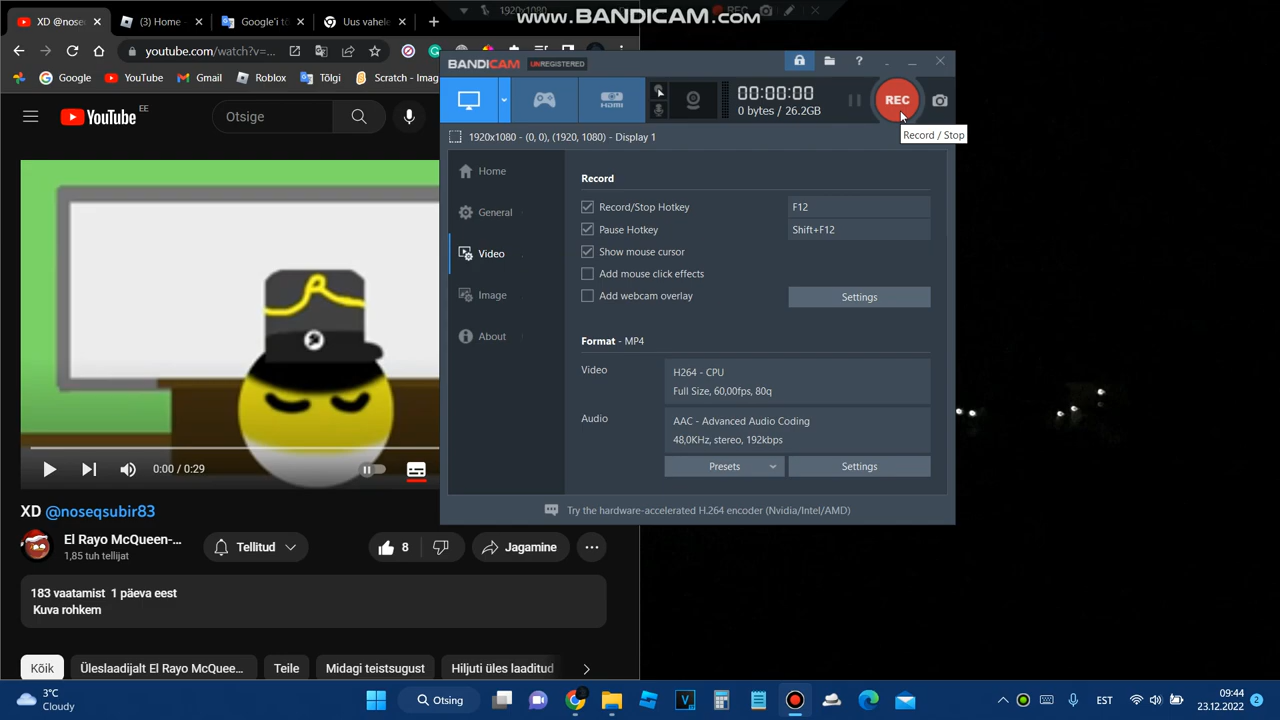 www.BANDICAM.com
1920x1080
REC
XD @nose
[3] Home -
Google'i tõ
Uus vahele
youtube.com/watch?v=...
Google
YouTube
Gmail
Roblox
Tõlgi
Scratch - Imag
YouTube
EE
Otsige
0:00 / 0:29
XD @noseqsubir83
El Rayo McQueen-...
1,85 tuh tellijat
Tellitud
8
Jagamine
183 vaatamist 1 päeva eest
Kuva rohkem
Kõik
Üleslaadijalt El Rayo McQuee...
Teile
Midagi teistsugust
Hiljuti üles laaditud
BANDICAM
UNREGISTERED
00:00:00
0 bytes / 26.2GB
REC
Record / Stop
1920x1080 - (0, 0), (1920, 1080) - Display 1
Home
General
Video
Image
About
Record
Record/Stop Hotkey
F12
Pause Hotkey
Shift+F12
Show mouse cursor
Add mouse click effects
Add webcam overlay
Settings
Format - MP4
Video
H264 - CPU
Full Size, 60,00fps, 80q
Audio
AAC - Advanced Audio Coding
48,0KHz, stereo, 192kbps
Presets
Settings
Try the hardware-accelerated H.264 encoder (Nvidia/Intel/AMD)
3°C
Cloudy
Otsing
EST
09:44
23.12.2022
2